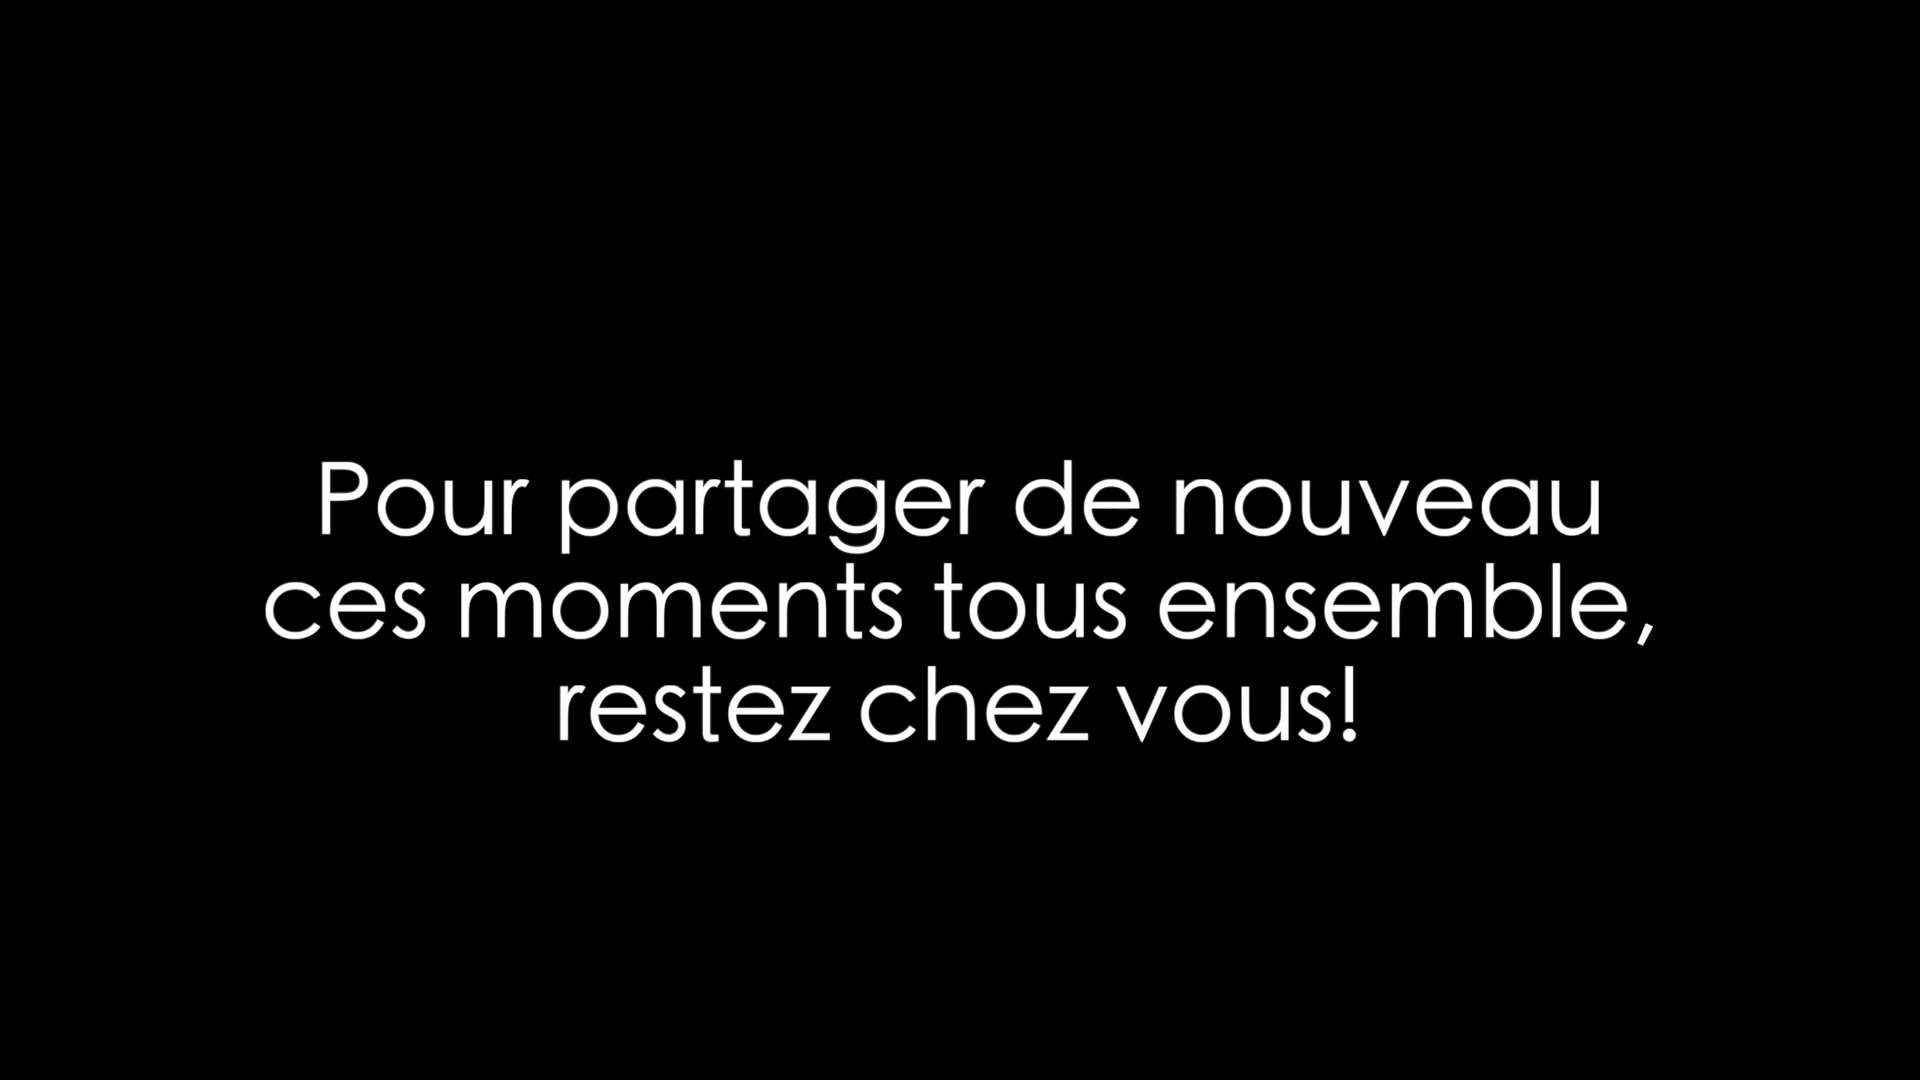 Pour partager de nouveau
ces moments tous ensemble,
restez chez vous!